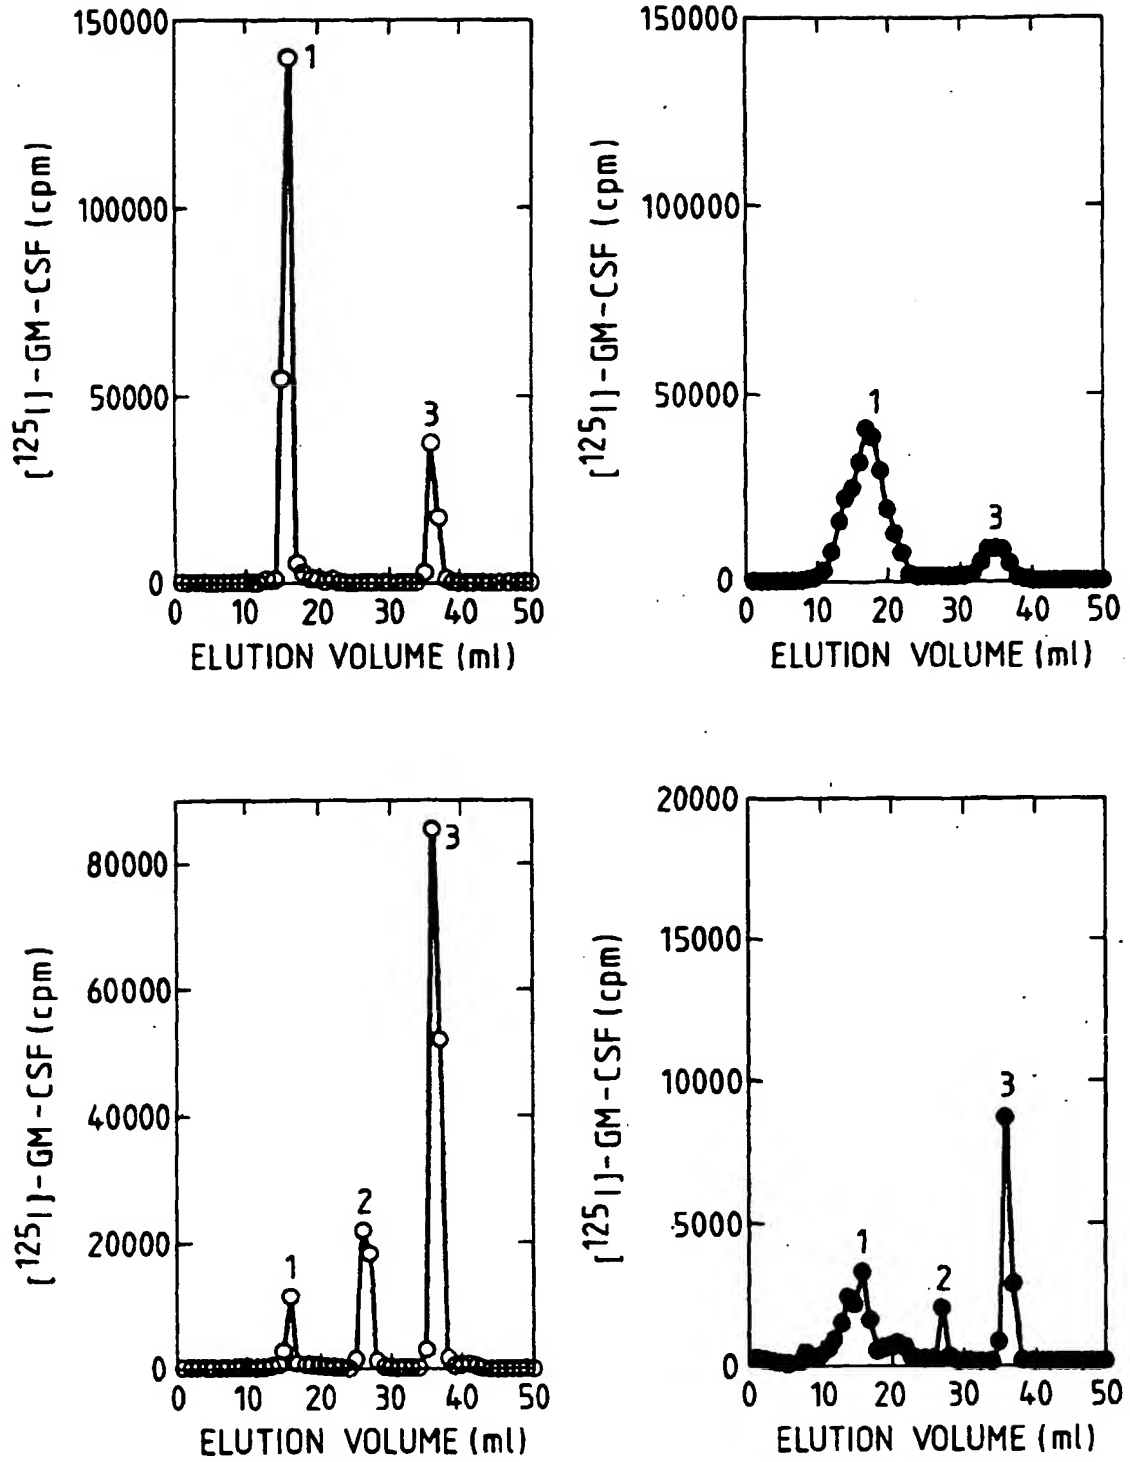 150000
100000
50000
0
[125I]-GM-CSF (cpm)
1
3
0 10 20 30 40 50
ELUTION VOLUME (ml)
150000
100000
50000
0
[125I]-GM-CSF (cpm)
1
3
0 10 20 30 40 50
ELUTION VOLUME (ml)
80000
60000
40000
20000
0
[125I]-GM-CSF (cpm)
1
2
3
0 10 20 30 40 50
ELUTION VOLUME (ml)
20000
15000
10000
5000
0
[125I]-GM-CSF (cpm)
1
2
3
0 10 20 30 40 50
ELUTION VOLUME (ml)